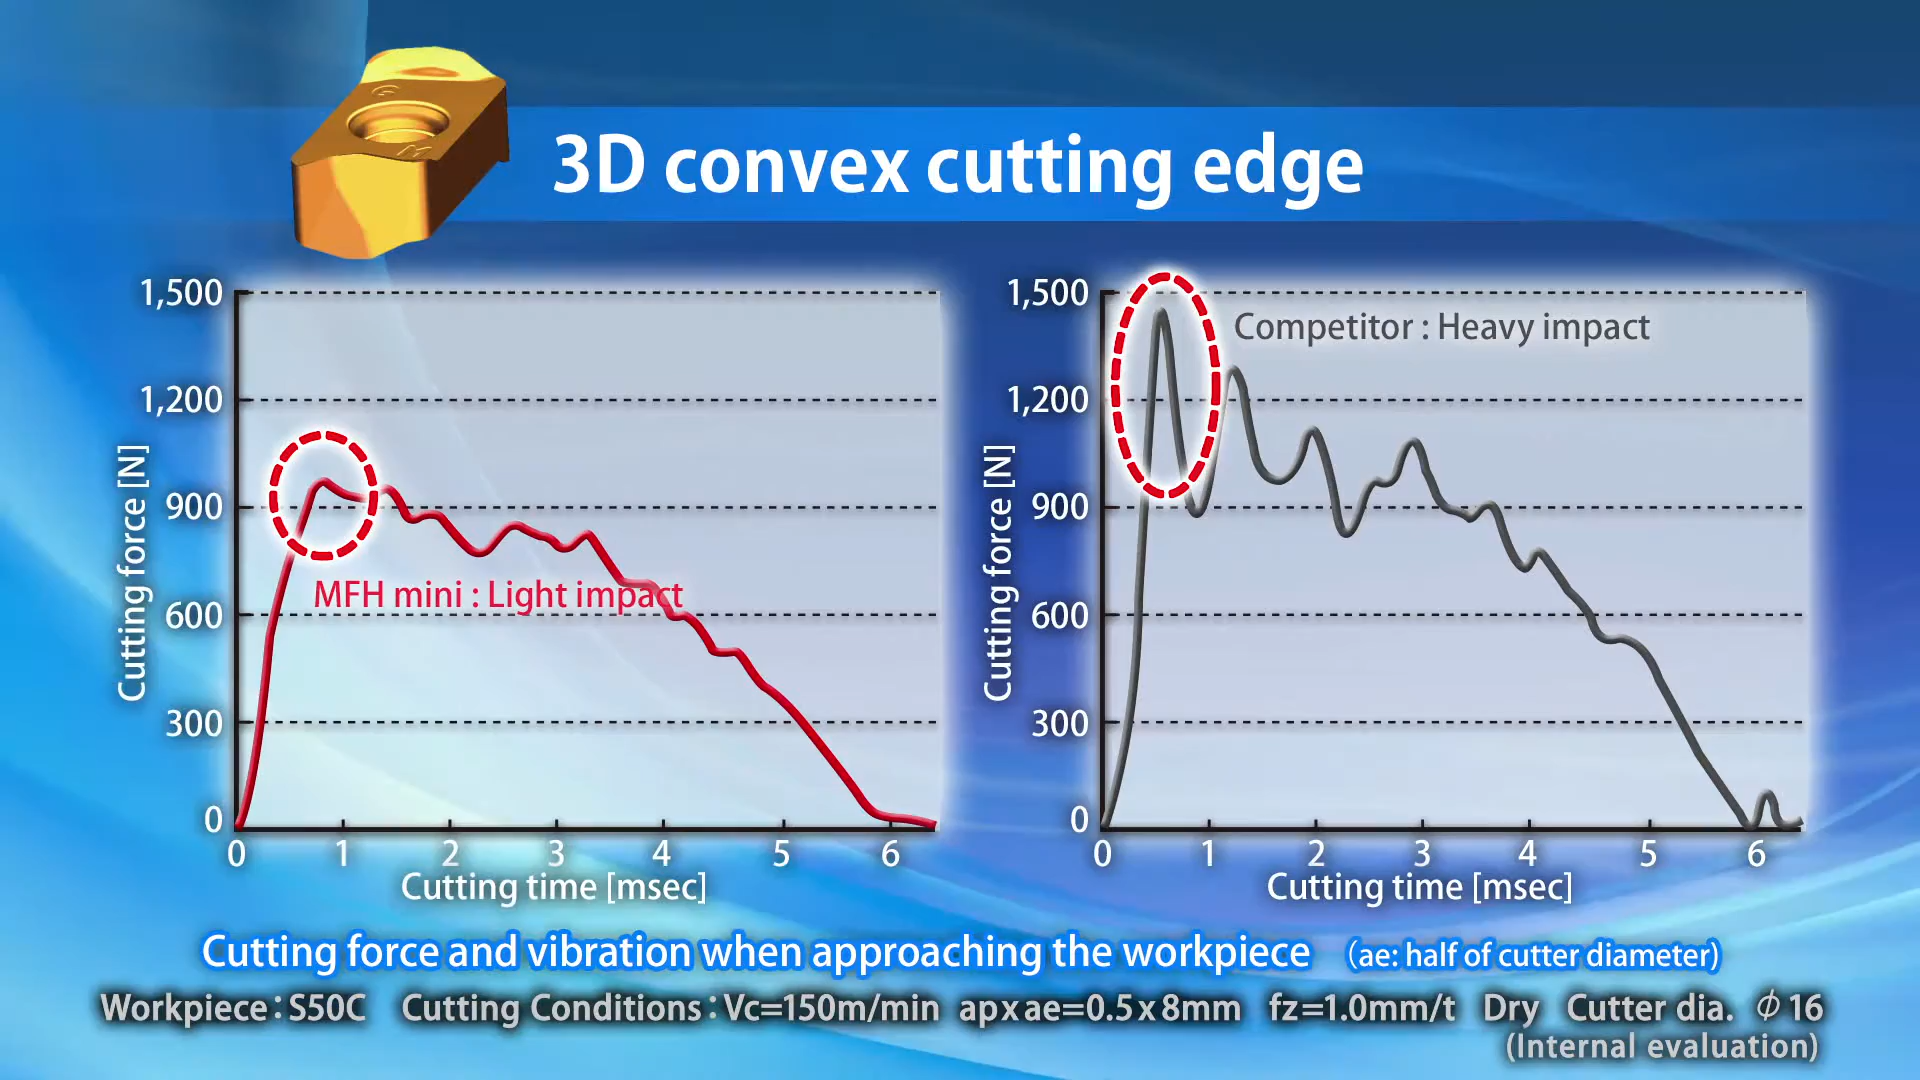 3D convex cutting edge
1,500
1,200
900
600
300
0
Cutting force [N]
MFH mini : Light impact
0 1 2 3 4 5 6
Cutting time [msec]
1,500
1,200
900
600
300
0
Cutting force [N]
Competitor : Heavy impact
0 1 2 3 4 5 6
Cutting time [msec]
Cutting force and vibration when approaching the workpiece (ae: half of cutter diameter)
Workpiece : S50C Cutting Conditions : Vc=150m/min ap x ae=0.5 x 8mm fz=1.0mm/t Dry Cutter dia. φ16
(Internal evaluation)